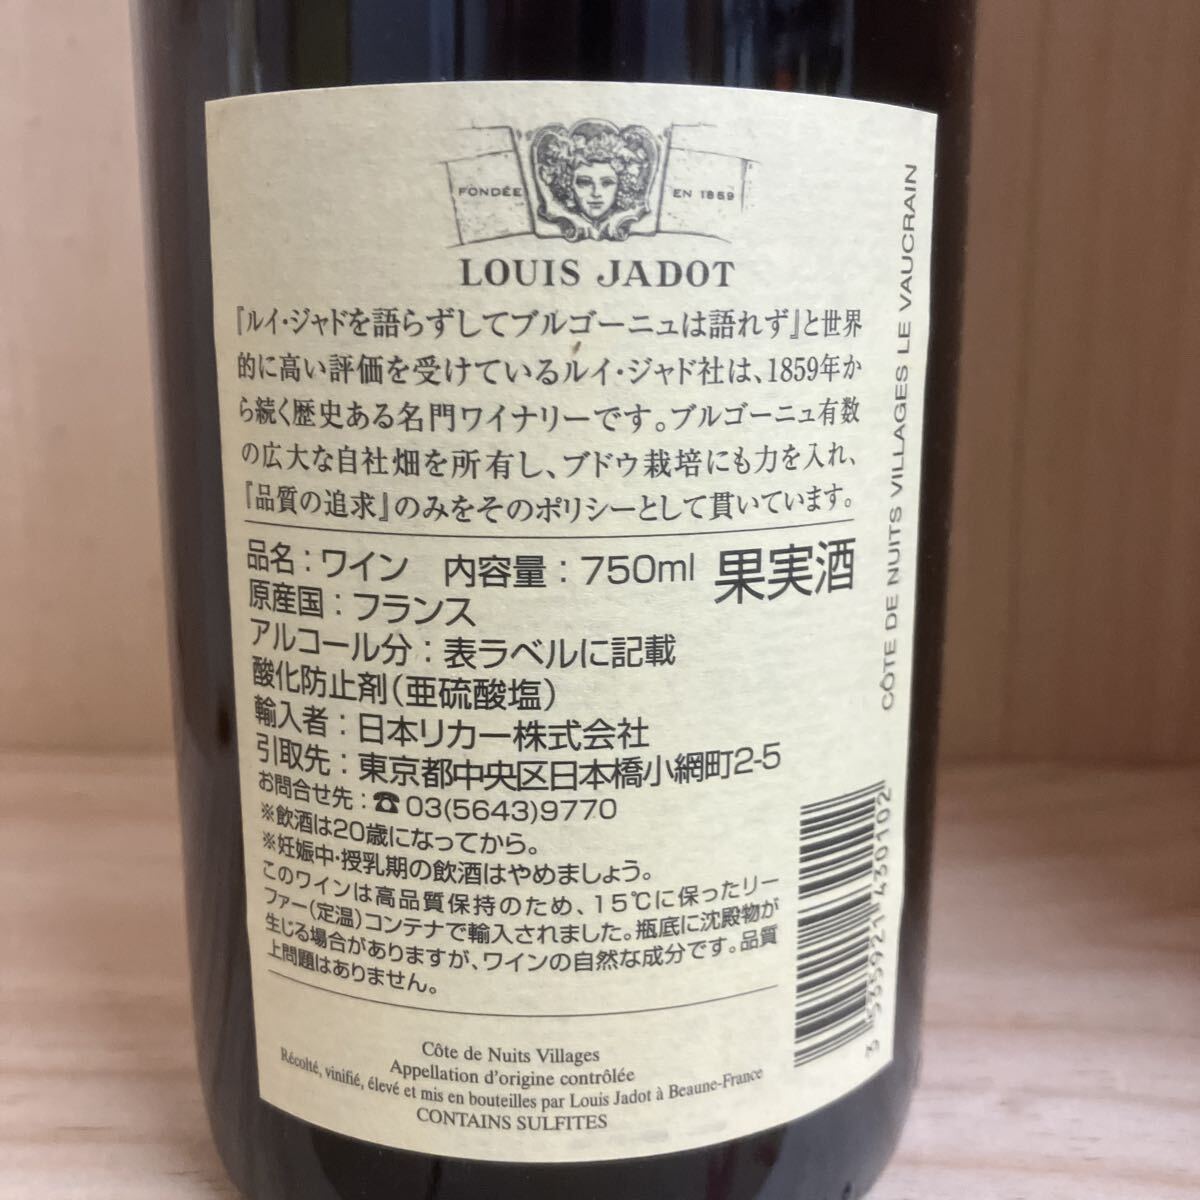 FONDÉE EN 1859
LOUIS JADOT
『ルイ・ジャドを語らずしてブルゴーニュは語れず』と世界
的に高い評価を受けているルイ・ジャド社は、1859年か
ら続く歴史ある名門ワイナリーです。ブルゴーニュ有数
の広大な自社畑を所有し、ブドウ栽培にも力を入れ、
『品質の追求』のみをそのポリシーとして貫いています。
品名：ワイン 内容量：750ml 果実酒
原産国：フランス
アルコール分：表ラベルに記載
酸化防止剤(亜硫酸塩)
輸入者：日本リカー株式会社
引取先：東京都中央区日本橋小網町2-5
お問合せ先：☎03(5643)9770
※飲酒は20歳になってから。
※妊娠中・授乳期の飲酒はやめましょう。
このワインは高品質保持のため、15℃に保ったリー
ファー(定温)コンテナで輸入されました。瓶底に沈殿物が
生じる場合がありますが、ワインの自然な成分です。品質
上問題はありません。
Côte de Nuits Villages
Appellation d'origine contrôlée
Récolté, vinifié, élevé et mis en bouteilles par Louis Jadot à Beaune-France
CONTAINS SULFITES
CÔTE DE NUITS VILLAGES LE VAUCRAIN
3 535921 430102